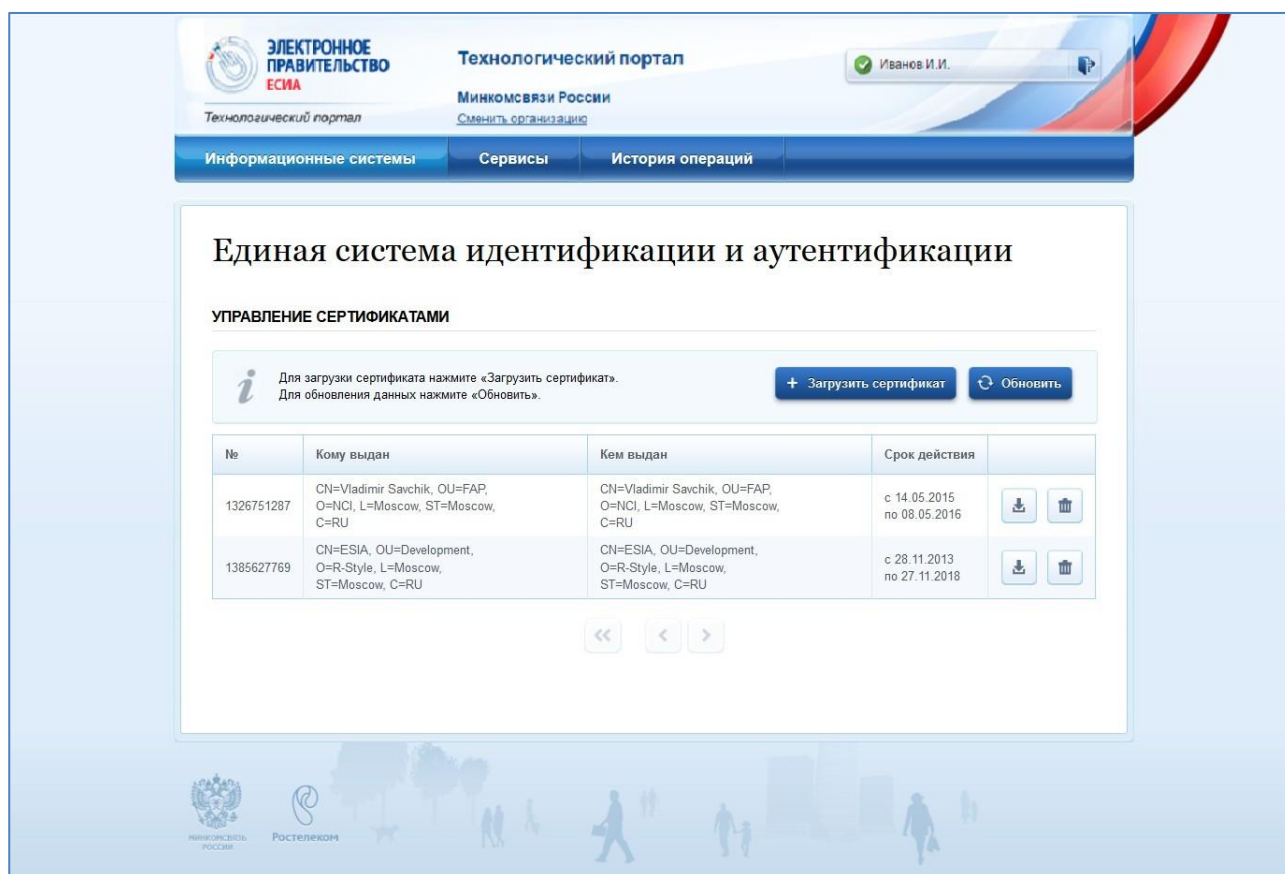 ЭЛЕКТРОННОЕ
ПРАВИТЕЛЬСТВО
ЕСИА
Технологический портал
Технологический портал
Минкомсвязи России
Сменить организацию
Иванов И.И.
Информационные системы
Сервисы
История операций
Единая система идентификации и аутентификации
УПРАВЛЕНИЕ СЕРТИФИКАТАМИ
Для загрузки сертификата нажмите «Загрузить сертификат».
Для обновления данных нажмите «Обновить».
+ Загрузить сертификат
Обновить
№
Кому выдан
Кем выдан
Срок действия
1326751287
CN=Vladimir Savchik, OU=FAP,
O=NCI, L=Moscow, ST=Moscow,
C=RU
CN=Vladimir Savchik, OU=FAP,
O=NCI, L=Moscow, ST=Moscow,
C=RU
с 14.05.2015
по 08.05.2016
1385627769
CN=ESIA, OU=Development,
O=R-Style, L=Moscow,
ST=Moscow, C=RU
CN=ESIA, OU=Development,
O=R-Style, L=Moscow,
ST=Moscow, C=RU
с 28.11.2013
по 27.11.2018
МИНКОМСВЯЗЬ
РОССИИ
Ростелеком